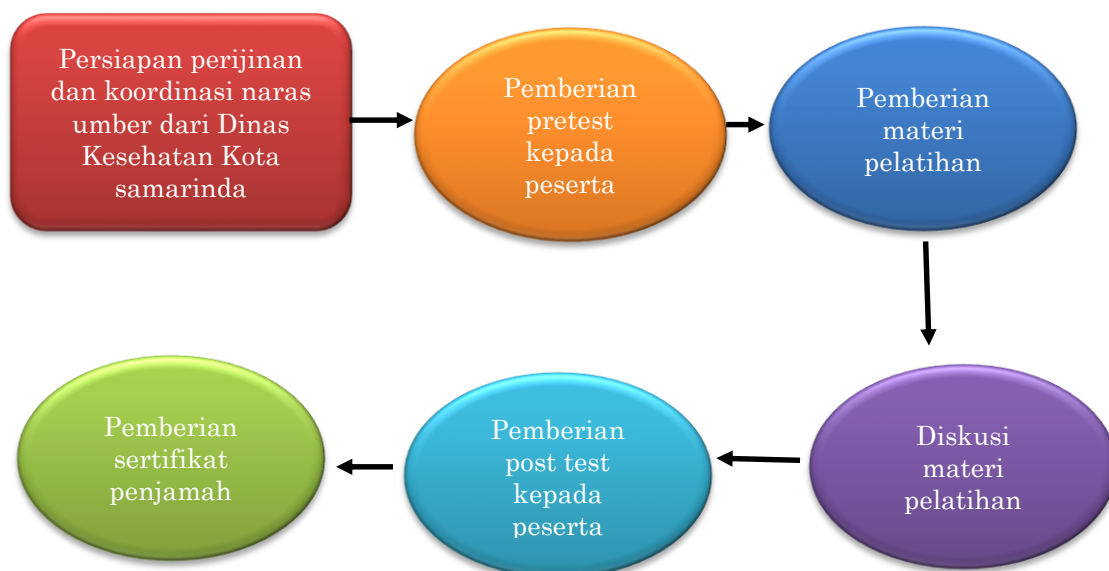 Persiapan perijinan
dan koordinasi naras
umber dari Dinas
Kesehatan Kota
samarinda
Pemberian
pretest
kepada
peserta
Pemberian
materi
pelatihan
Diskusi
materi
pelatihan
Pemberian
post test
kepada
peserta
Pemberian
sertifikat
penjamah